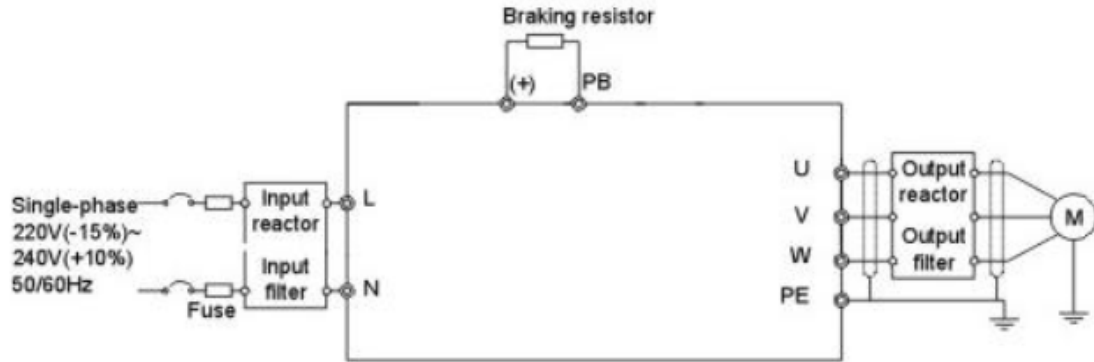 Braking resistor
(+)
PB
Single-phase
220V(-15%)~
240V(+10%)
50/60Hz
Fuse
Input
reactor
Input
filter
L
N
U
V
W
PE
Output
reactor
Output
filter
M